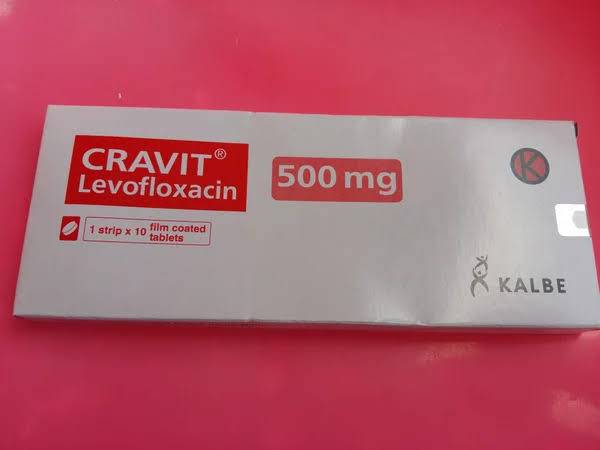 CRAVIT®
Levofloxacin
500 mg
1 strip x 10 film coated
tablets
K
KALBE